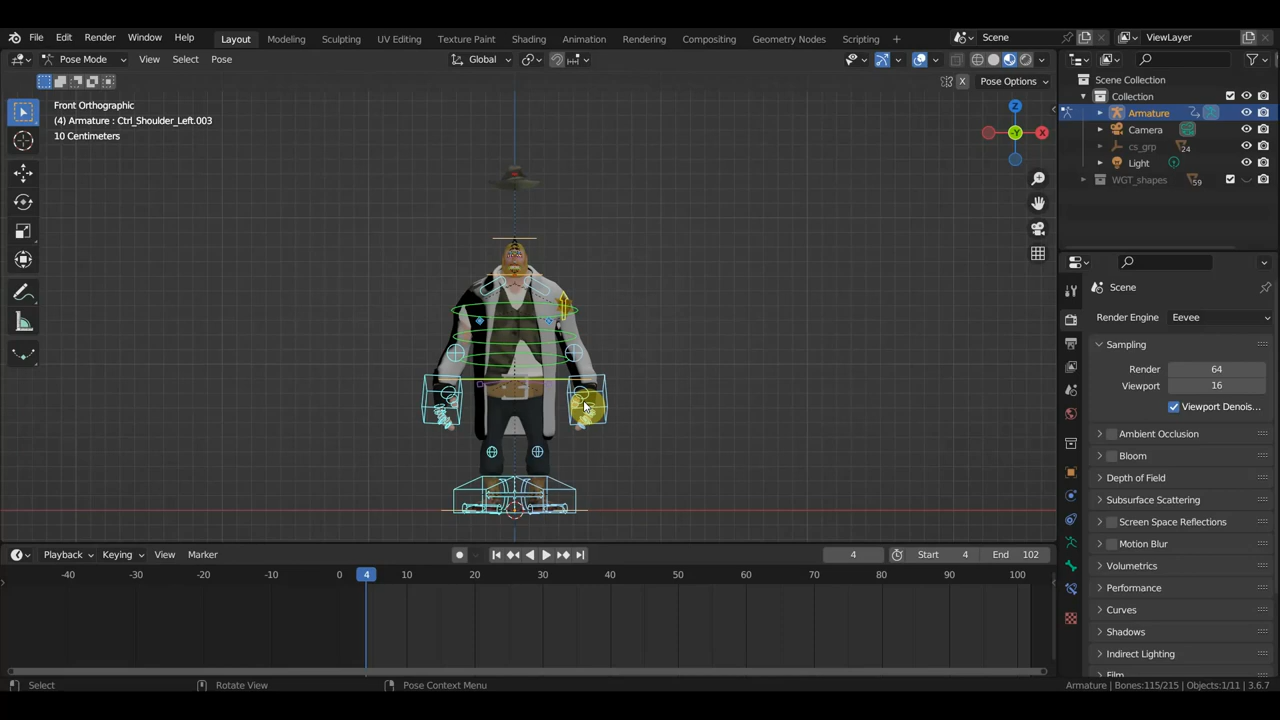 File Edit Render Window Help Layout Modeling Sculpting UV Editing Texture Paint Shading Animation Rendering Compositing Geometry Nodes Scripting + Scene ViewLayer
Pose Mode View Select Pose Global
X Pose Options
Front Orthographic
(4) Armature : Ctrl_Shoulder_Left.003
10 Centimeters
Z
-Y X
Scene Collection
Collection
Armature
Camera
cs_grp 24
Light
WGT_shapes 59
Scene
Render Engine Eevee
Sampling
Render 64
Viewport 16
Viewport Denois...
Ambient Occlusion
Bloom
Depth of Field
Subsurface Scattering
Screen Space Reflections
Motion Blur
Volumetrics
Performance
Curves
Shadows
Indirect Lighting
Film
Playback Keying View Marker 4 Start 4 End 102
-40 -30 -20 -10 0 4 10 20 30 40 50 60 70 80 90 100
Select Rotate View Pose Context Menu Armature | Bones:115/215 | Objects:1/11 | 3.6.7